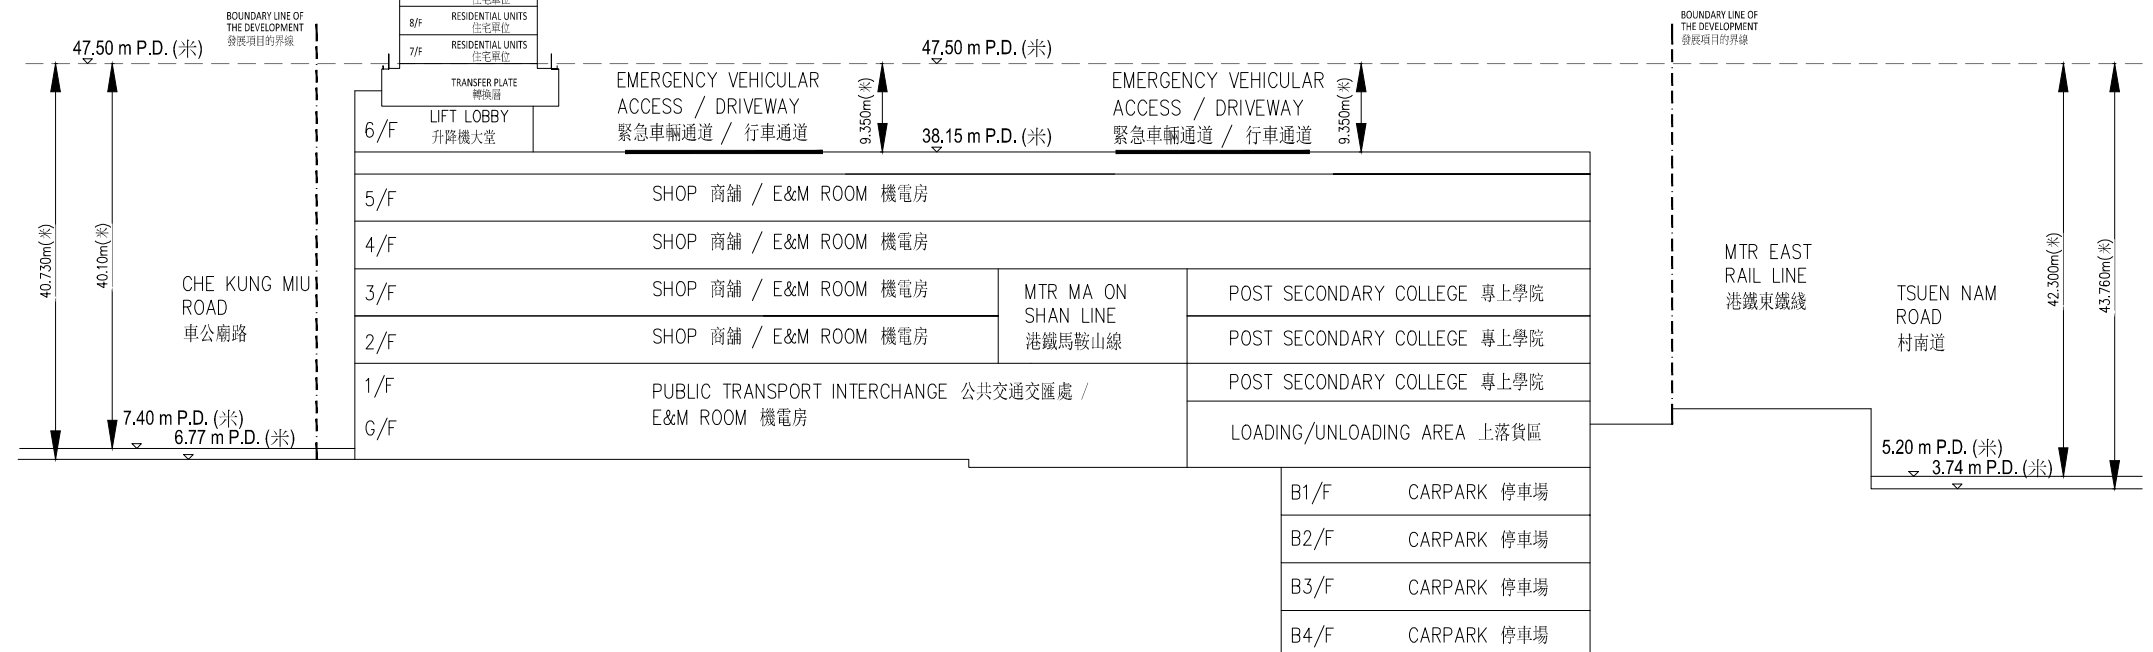 BOUNDARY LINE OF
THE DEVELOPMENT
發展項目的界線
住宅單位
8/F RESIDENTIAL UNITS
住宅單位
7/F RESIDENTIAL UNITS
住宅單位
TRANSFER PLATE
轉換層
6/F LIFT LOBBY
升降機大堂
47.50 m P.D. (米)
47.50 m P.D. (米)
BOUNDARY LINE OF
THE DEVELOPMENT
發展項目的界線
EMERGENCY VEHICULAR
ACCESS / DRIVEWAY
緊急車輛通道 / 行車通道
9.350m(米)
38.15 m P.D. (米)
EMERGENCY VEHICULAR
ACCESS / DRIVEWAY
緊急車輛通道 / 行車通道
9.350m(米)
5/F SHOP 商舖 / E&M ROOM 機電房
4/F SHOP 商舖 / E&M ROOM 機電房
3/F SHOP 商舖 / E&M ROOM 機電房
2/F SHOP 商舖 / E&M ROOM 機電房
MTR MA ON
SHAN LINE
港鐵馬鞍山線
POST SECONDARY COLLEGE 專上學院
POST SECONDARY COLLEGE 專上學院
POST SECONDARY COLLEGE 專上學院
1/F
G/F
PUBLIC TRANSPORT INTERCHANGE 公共交通交匯處 /
E&M ROOM 機電房
LOADING/UNLOADING AREA 上落貨區
40.730m(米)
40.10m(米)
CHE KUNG MIU
ROAD
車公廟路
7.40 m P.D. (米)
6.77 m P.D. (米)
MTR EAST
RAIL LINE
港鐵東鐵綫
TSUEN NAM
ROAD
村南道
42.300m(米)
43.760m(米)
5.20 m P.D. (米)
3.74 m P.D. (米)
B1/F CARPARK 停車場
B2/F CARPARK 停車場
B3/F CARPARK 停車場
B4/F CARPARK 停車場